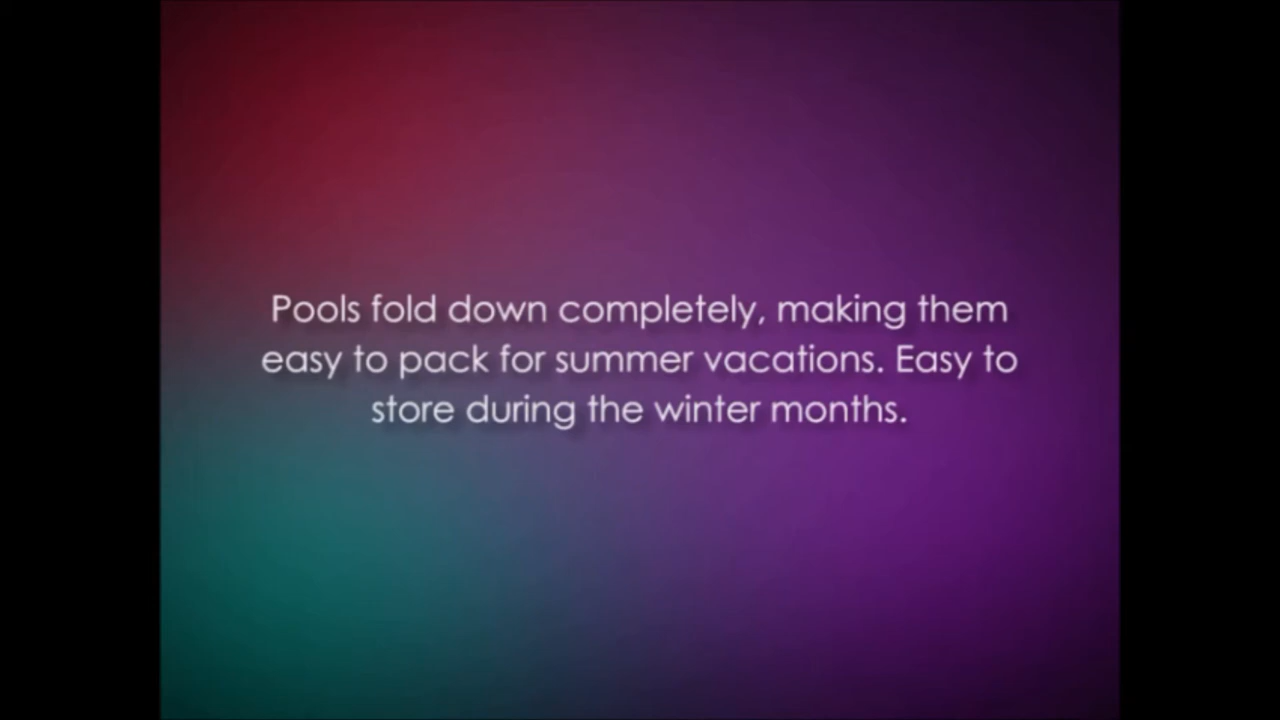 Pools fold down completely, making them
easy to pack for summer vacations. Easy to
store during the winter months.